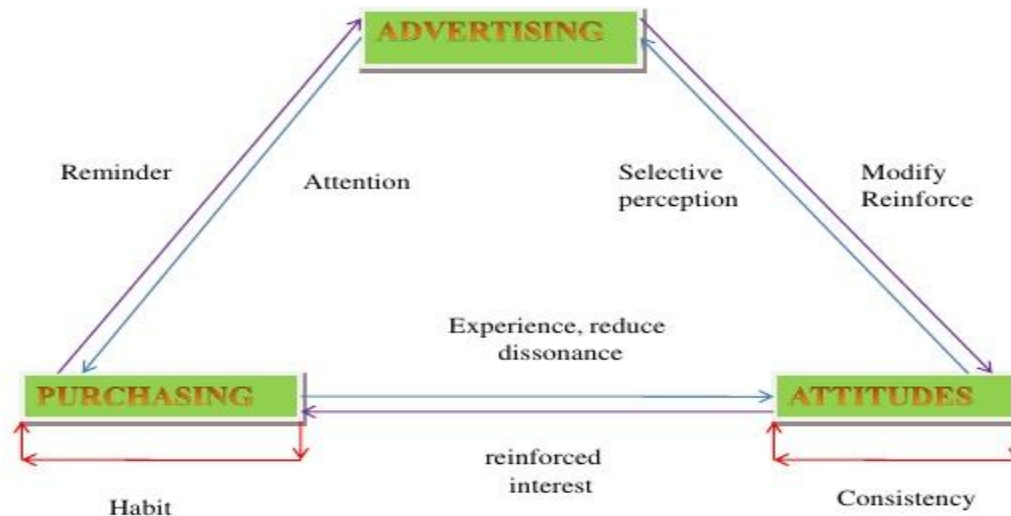 ADVERTISING
Reminder
Attention
Selective
perception
Modify
Reinforce
Experience, reduce
dissonance
PURCHASING
ATTITUDES
reinforced
interest
Habit
Consistency